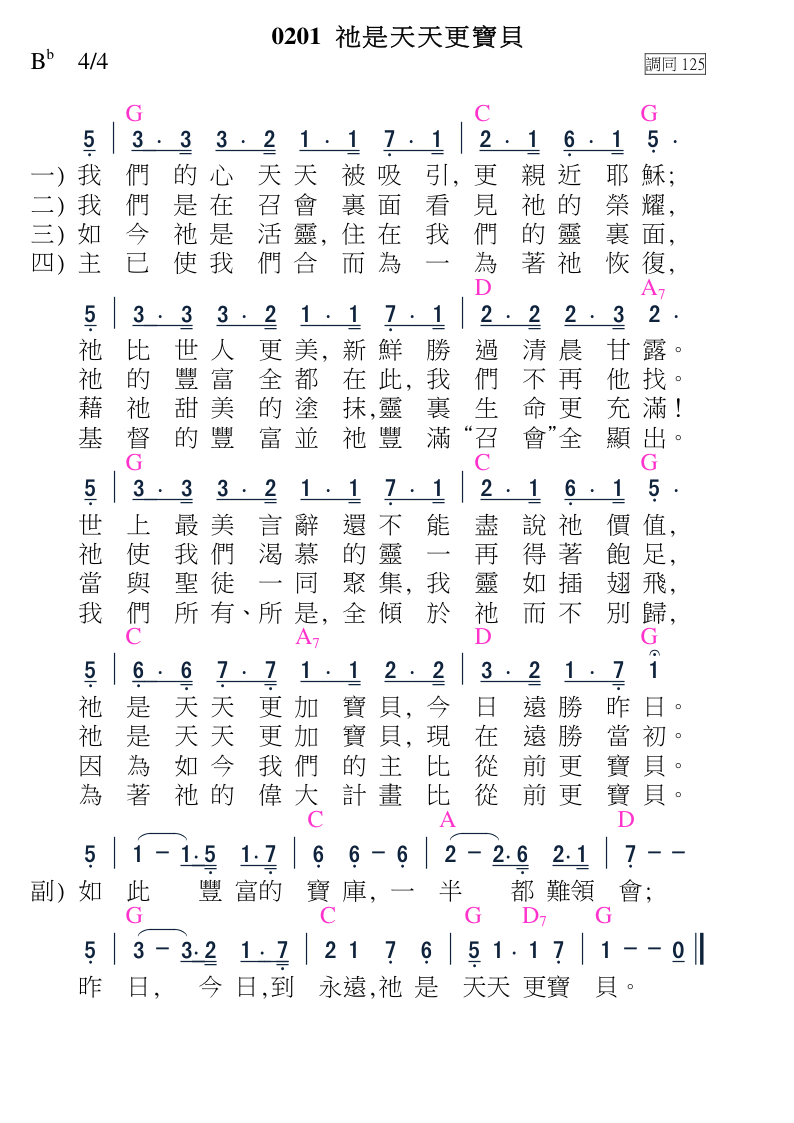 0201 祂是天天更寶貝
B♭ 4/4 調同 125
G C G
5 | 3 . 3 3 . 2 1 . 1 7 . 1 | 2 . 1 6 . 1 5 .
一) 我 們 的 心 天 天 被 吸 引, 更 親 近 耶 穌;
二) 我 們 是 在 召 會 裏 面 看 見 祂 的 榮 耀,
三) 如 今 祂 是 活 靈, 住 在 我 們 的 靈 裏 面,
四) 主 已 使 我 們 合 而 為 一 為 著 祂 恢 復,
D A7
5 | 3 . 3 3 . 2 1 . 1 7 . 1 | 2 . 2 2 . 3 2 .
祂 比 世 人 更 美, 新 鮮 勝 過 清 晨 甘 露。
祂 的 豐 富 全 都 在 此, 我 們 不 再 他 找。
藉 祂 甜 美 的 塗 抹, 靈 裏 生 命 更 充 滿!
基 督 的 豐 富 並 祂 豐 滿 “召 會”全 顯 出。
G C G
5 | 3 . 3 3 . 2 1 . 1 7 . 1 | 2 . 1 6 . 1 5 .
世 上 最 美 言 辭 還 不 能 盡 說 祂 價 值,
祂 使 我 們 渴 慕 的 靈 一 再 得 著 飽 足,
當 與 聖 徒 一 同 聚 集, 我 靈 如 插 翅 飛,
我 們 所 有、所 是, 全 傾 於 祂 而 不 別 歸,
C A7 D G
5 | 6 . 6 7 . 7 1 . 1 2 . 2 | 3 . 2 1 . 7 1
祂 是 天 天 更 加 寶 貝, 今 日 遠 勝 昨 日。
祂 是 天 天 更 加 寶 貝, 現 在 遠 勝 當 初。
因 為 如 今 我 們 的 主 比 從 前 更 寶 貝。
為 著 祂 的 偉 大 計 畫 比 從 前 更 寶 貝。
C A D
5 | 1 – 1.5 1.7 | 6 6 – 6 | 2 – 2.6 2.1 | 7 – –
副) 如 此 豐 富的 寶 庫, 一 半 都 難領 會;
G C G D7 G
5 | 3 – 3.2 1 . 7 | 2 1 7 6 | 5 1 . 1 7 | 1 – – 0
昨 日, 今 日,到 永遠,祂 是 天天 更寶 貝。